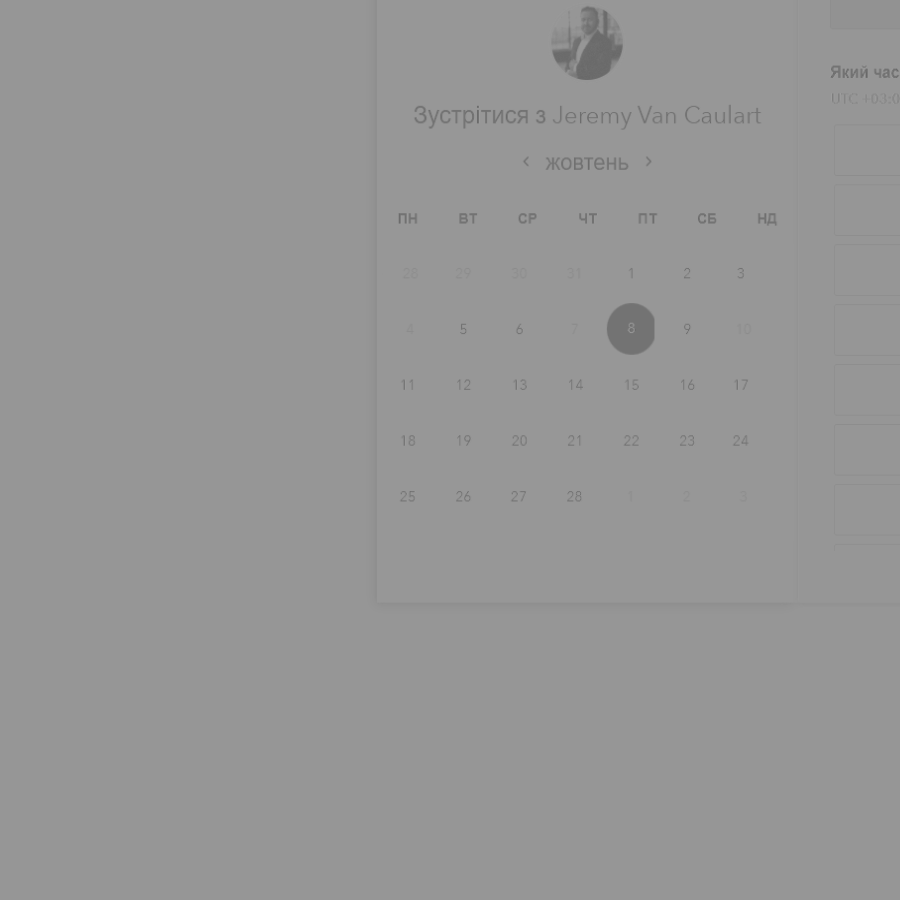 Зустрітися з Jeremy Van Caulart
‹ жовтень ›
ПН ВТ СР ЧТ ПТ СБ НД
28 29 30 31 1 2 3
4 5 6 7 8 9 10
11 12 13 14 15 16 17
18 19 20 21 22 23 24
25 26 27 28 1 2 3
Який час
UTC +03:0